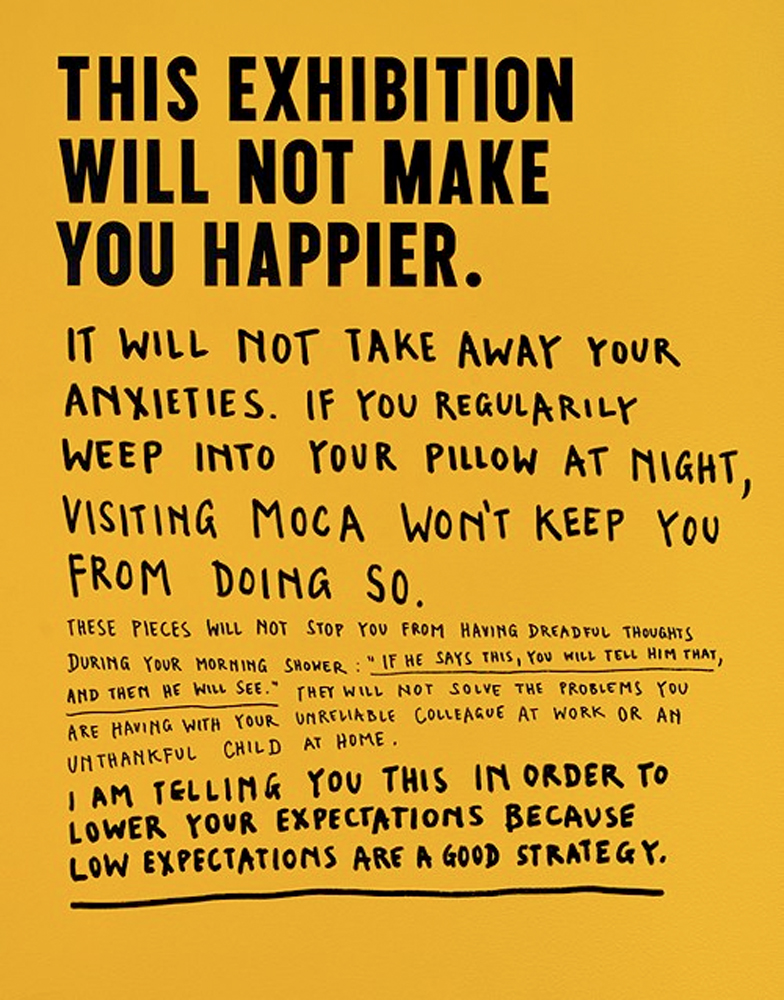 THIS EXHIBITION
WILL NOT MAKE
YOU HAPPIER.
IT WILL NOT TAKE AWAY YOUR
ANXIETIES. IF YOU REGULARILY
WEEP INTO YOUR PILLOW AT NIGHT,
VISITING MOCA WON'T KEEP YOU
FROM DOING SO.
THESE PIECES WILL NOT STOP YOU FROM HAVING DREADFUL THOUGHTS
DURING YOUR MORNING SHOWER: "IF HE SAYS THIS, YOU WILL TELL HIM THAT,
AND THEN HE WILL SEE." THEY WILL NOT SOLVE THE PROBLEMS YOU
ARE HAVING WITH YOUR UNRELIABLE COLLEAGUE AT WORK OR AN
UNTHANKFUL CHILD AT HOME.
I AM TELLING YOU THIS IN ORDER TO
LOWER YOUR EXPECTATIONS BECAUSE
LOW EXPECTATIONS ARE A GOOD STRATEGY.